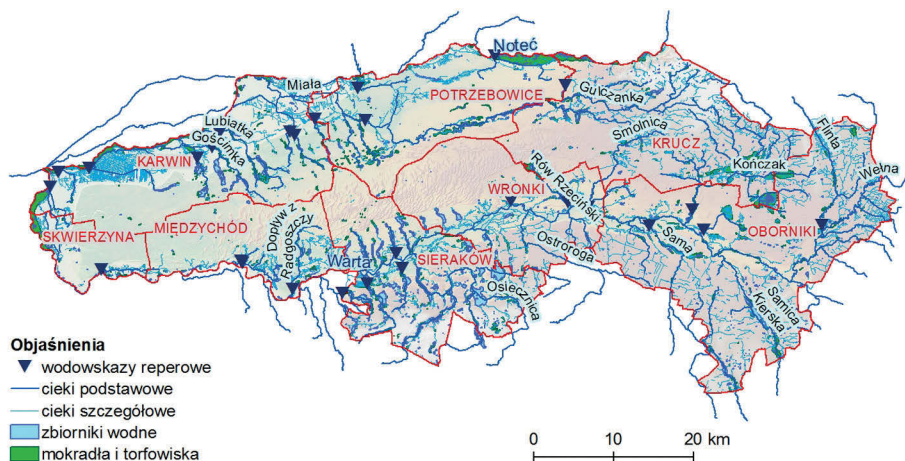 Noteć
Miała
POTRZEBOWICE
Gulczanka
Lubiatka
Gościmka
Smolnica
Flinta
KARWIN
KRUCZ
Kończak
Wełna
WRONKI
Rów Rzeciński
SKWIERZYNA
MIĘDZYCHÓD
Dopływ z
Radgoszczy
Sama
OBORNIKI
Ostroga
Warta
SIERAKÓW
Osiecznica
Samica
Kierska
Objaśnienia
wodowskazy reperowe
cieki podstawowe
cieki szczegółowe
zbiorniki wodne
mokradła i torfowiska
0 10 20 km